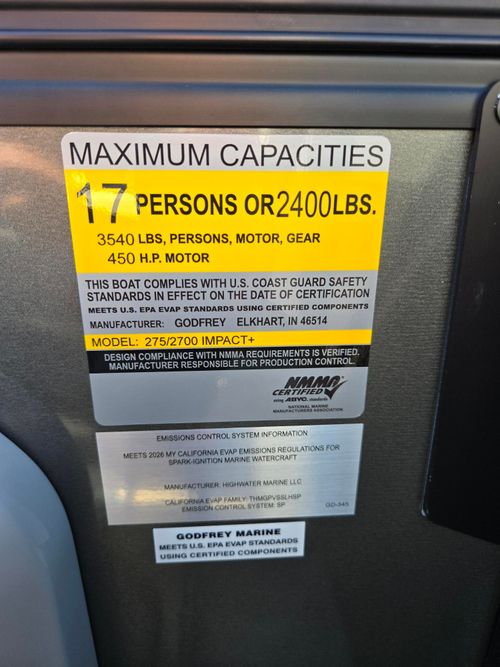 MAXIMUM CAPACITIES
17 PERSONS OR 2400 LBS.
3540 LBS, PERSONS, MOTOR, GEAR
450 H.P. MOTOR
THIS BOAT COMPLIES WITH U.S. COAST GUARD SAFETY
STANDARDS IN EFFECT ON THE DATE OF CERTIFICATION
MEETS U.S. EPA EVAP STANDARDS USING CERTIFIED COMPONENTS
MANUFACTURER: GODFREY ELKHART, IN 46514
MODEL: 275/2700 IMPACT+
DESIGN COMPLIANCE WITH NMMA REQUIREMENTS IS VERIFIED.
MANUFACTURER RESPONSIBLE FOR PRODUCTION CONTROL.
NMMA
CERTIFIED
using ABYC standards
NATIONAL MARINE
MANUFACTURERS ASSOCIATION
EMISSIONS CONTROL SYSTEM INFORMATION
MEETS 2026 MY CALIFORNIA EVAP EMISSIONS REGULATIONS FOR
SPARK-IGNITION MARINE WATERCRAFT
MANUFACTURER: HIGHWATER MARINE LLC
CALIFORNIA EVAP FAMILY: THMGPVSSLHSP
EMISSION CONTROL SYSTEM: SP GD-345
GODFREY MARINE
MEETS U.S. EPA EVAP STANDARDS
USING CERTIFIED COMPONENTS